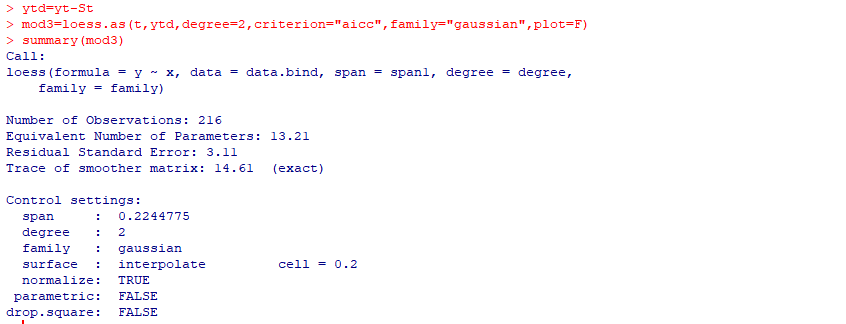 > ytd=yt-St
> mod3=loess.as(t,ytd,degree=2,criterion="aicc",family="gaussian",plot=F)
> summary(mod3)
Call:
loess(formula = y ~ x, data = data.bind, span = span1, degree = degree,
    family = family)

Number of Observations: 216
Equivalent Number of Parameters: 13.21
Residual Standard Error: 3.11
Trace of smoother matrix: 14.61  (exact)

Control settings:
  span     :  0.2244775
  degree   :  2
  family   :  gaussian
  surface  :  interpolate         cell = 0.2
  normalize:  TRUE
 parametric:  FALSE
drop.square:  FALSE